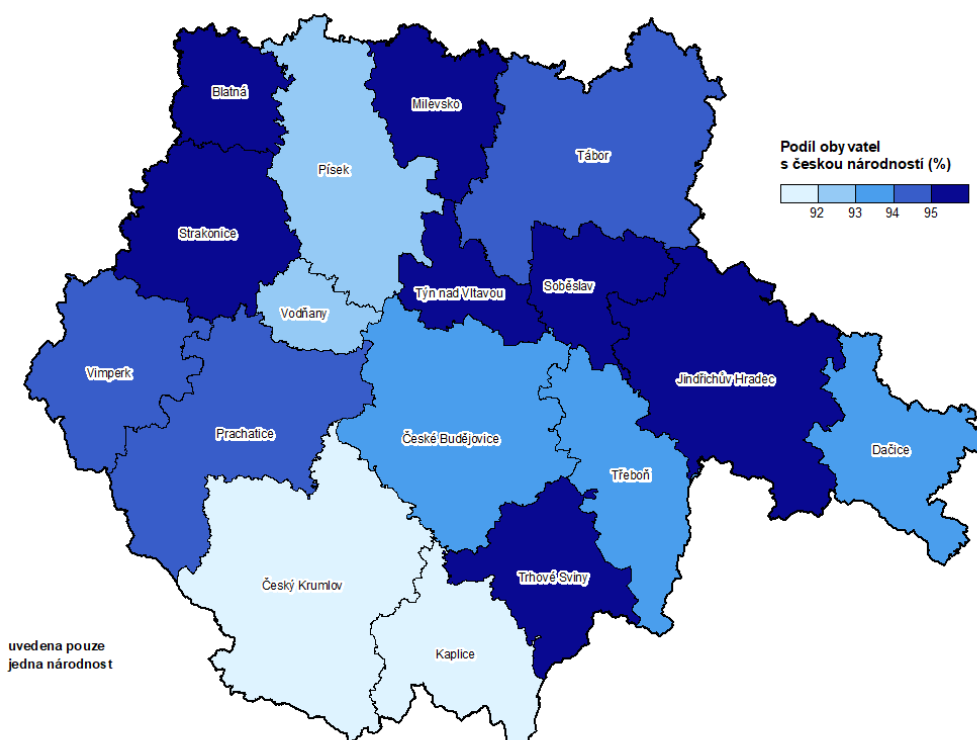 Blatná
Milevsko
Písek
Tábor
Podíl obyvatel
s českou národností (%)
92 93 94 95
Strakonice
Soběslav
Týn nad Vltavou
Vodňany
Vimperk
Jindřichův Hradec
Prachatice
České Budějovice
Dačice
Třeboň
Trhové Sviny
Český Krumlov
Kaplice
uvedena pouze
jedna národnost